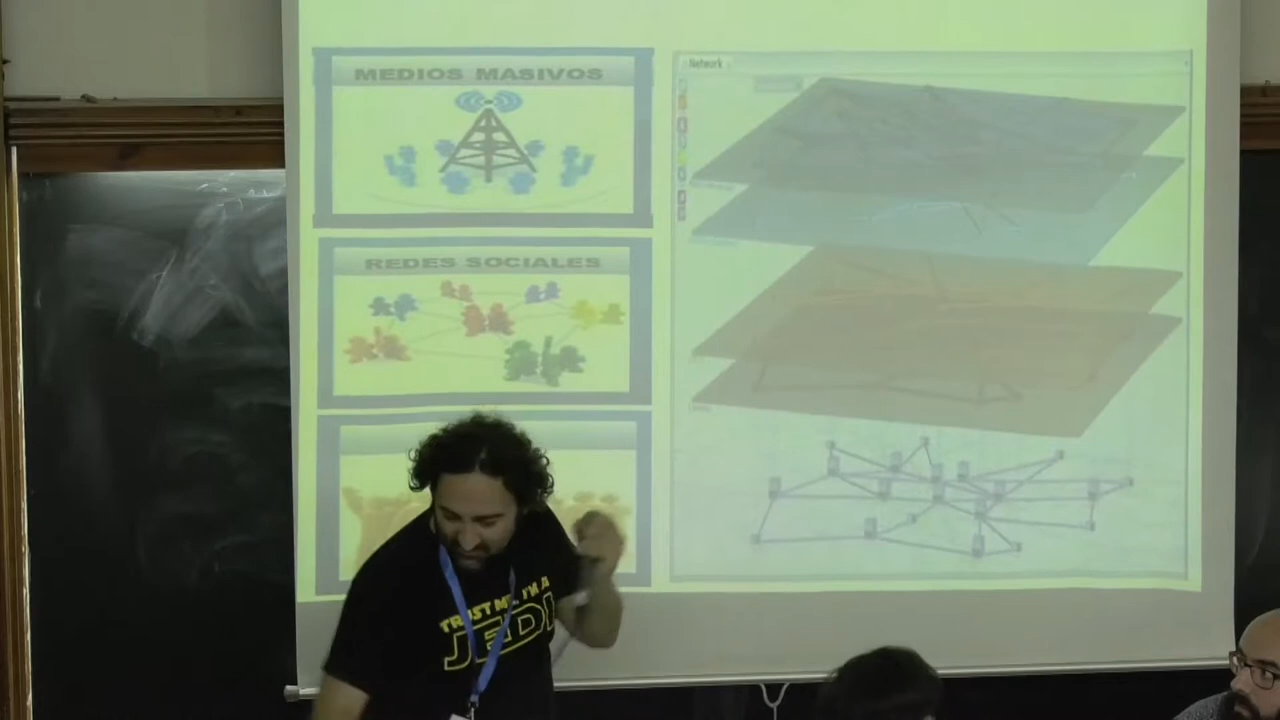 MEDIOS MASIVOS
Network
REDES SOCIALES
TRUST ME, I'M A
JEDI